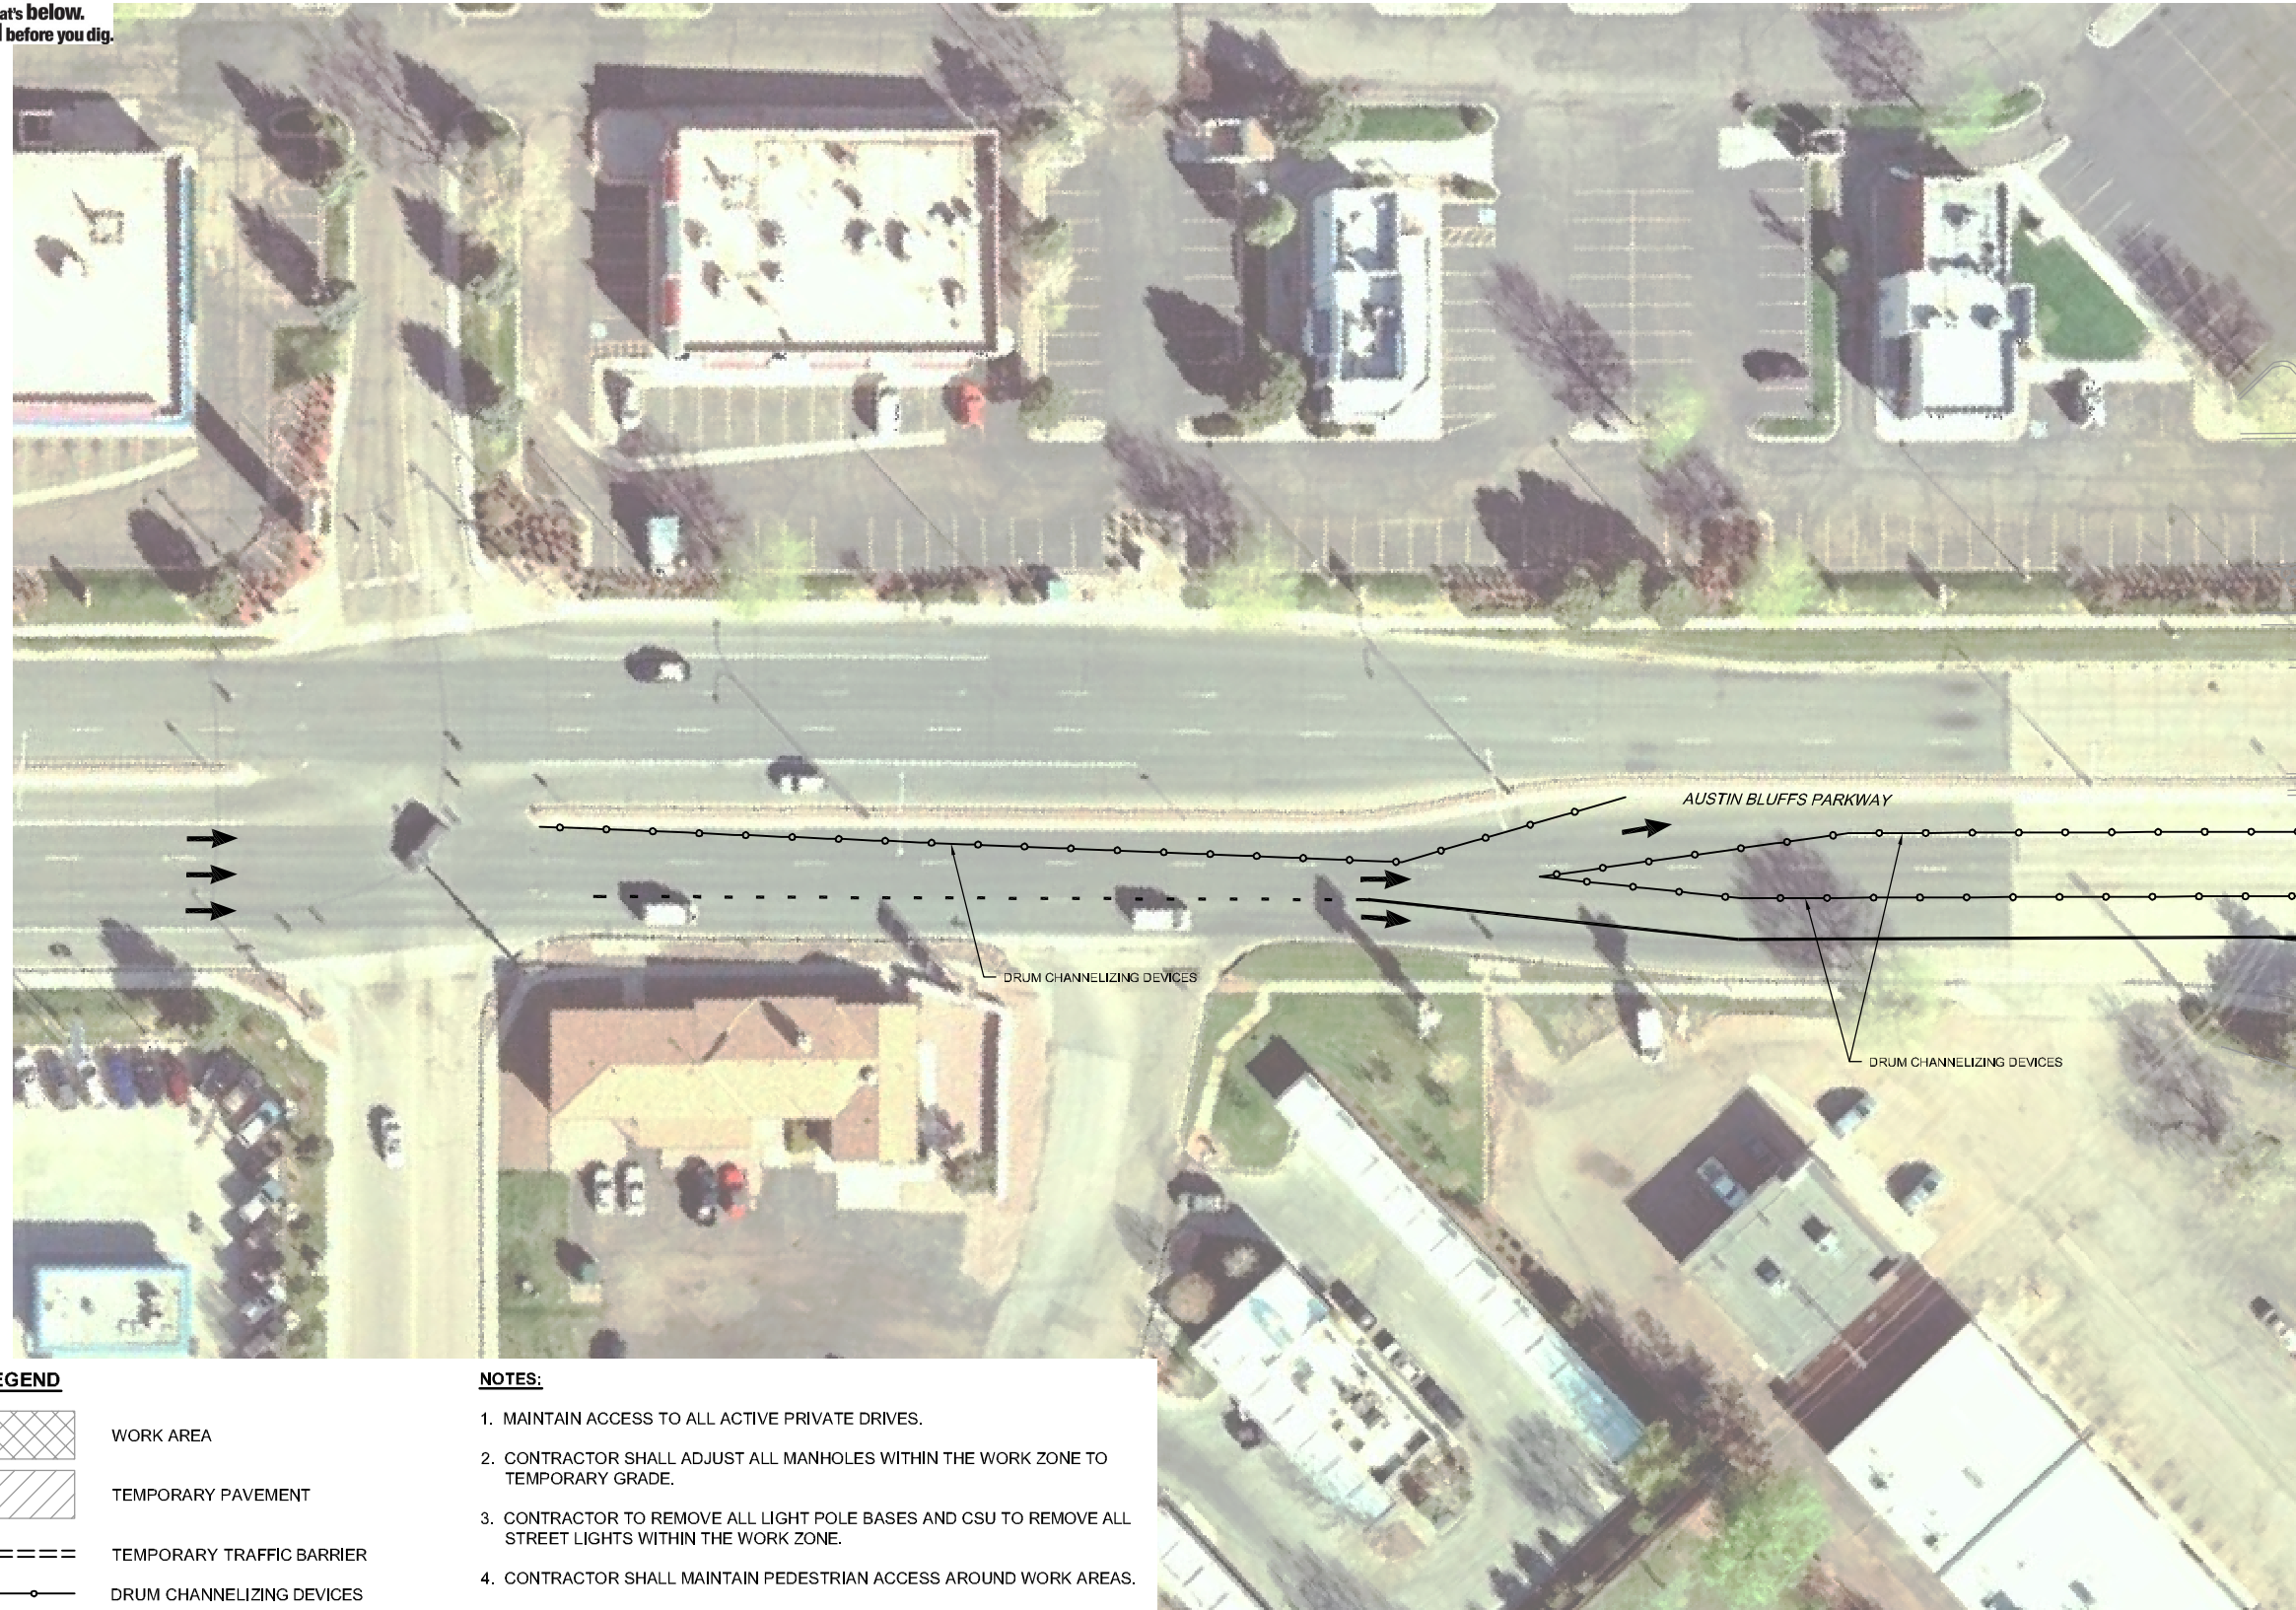 at's below.
before you dig.
AUSTIN BLUFFS PARKWAY
DRUM CHANNELIZING DEVICES
DRUM CHANNELIZING DEVICES
EGEND
WORK AREA
TEMPORARY PAVEMENT
TEMPORARY TRAFFIC BARRIER
DRUM CHANNELIZING DEVICES
NOTES:
1. MAINTAIN ACCESS TO ALL ACTIVE PRIVATE DRIVES.
2. CONTRACTOR SHALL ADJUST ALL MANHOLES WITHIN THE WORK ZONE TO
TEMPORARY GRADE.
3. CONTRACTOR TO REMOVE ALL LIGHT POLE BASES AND CSU TO REMOVE ALL
STREET LIGHTS WITHIN THE WORK ZONE.
4. CONTRACTOR SHALL MAINTAIN PEDESTRIAN ACCESS AROUND WORK AREAS.